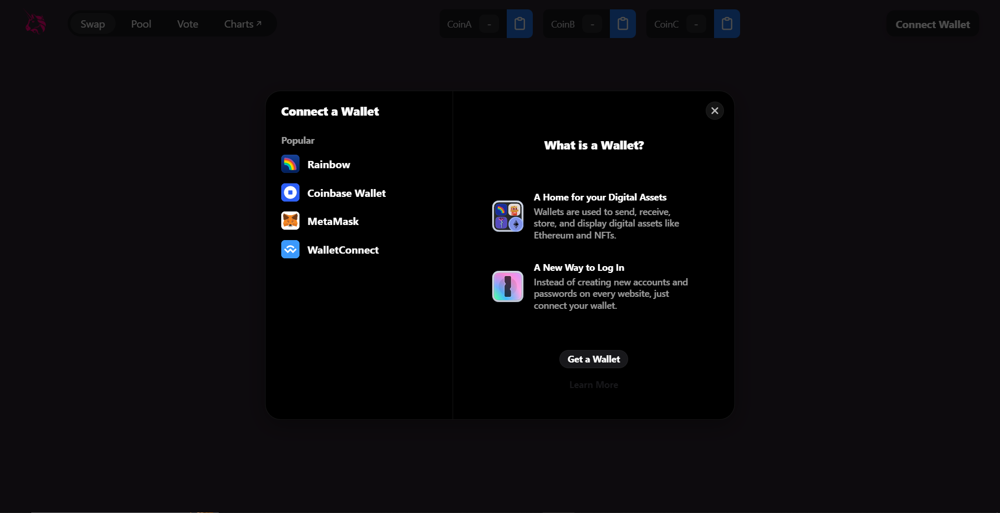 Swap
Pool
Vote
Charts ↗
CoinA -
CoinB -
CoinC -
Connect Wallet
Connect a Wallet
Popular
Rainbow
Coinbase Wallet
MetaMask
WalletConnect
What is a Wallet?
A Home for your Digital Assets
Wallets are used to send, receive,
store, and display digital assets like
Ethereum and NFTs.
A New Way to Log In
Instead of creating new accounts and
passwords on every website, just
connect your wallet.
Get a Wallet
Learn More